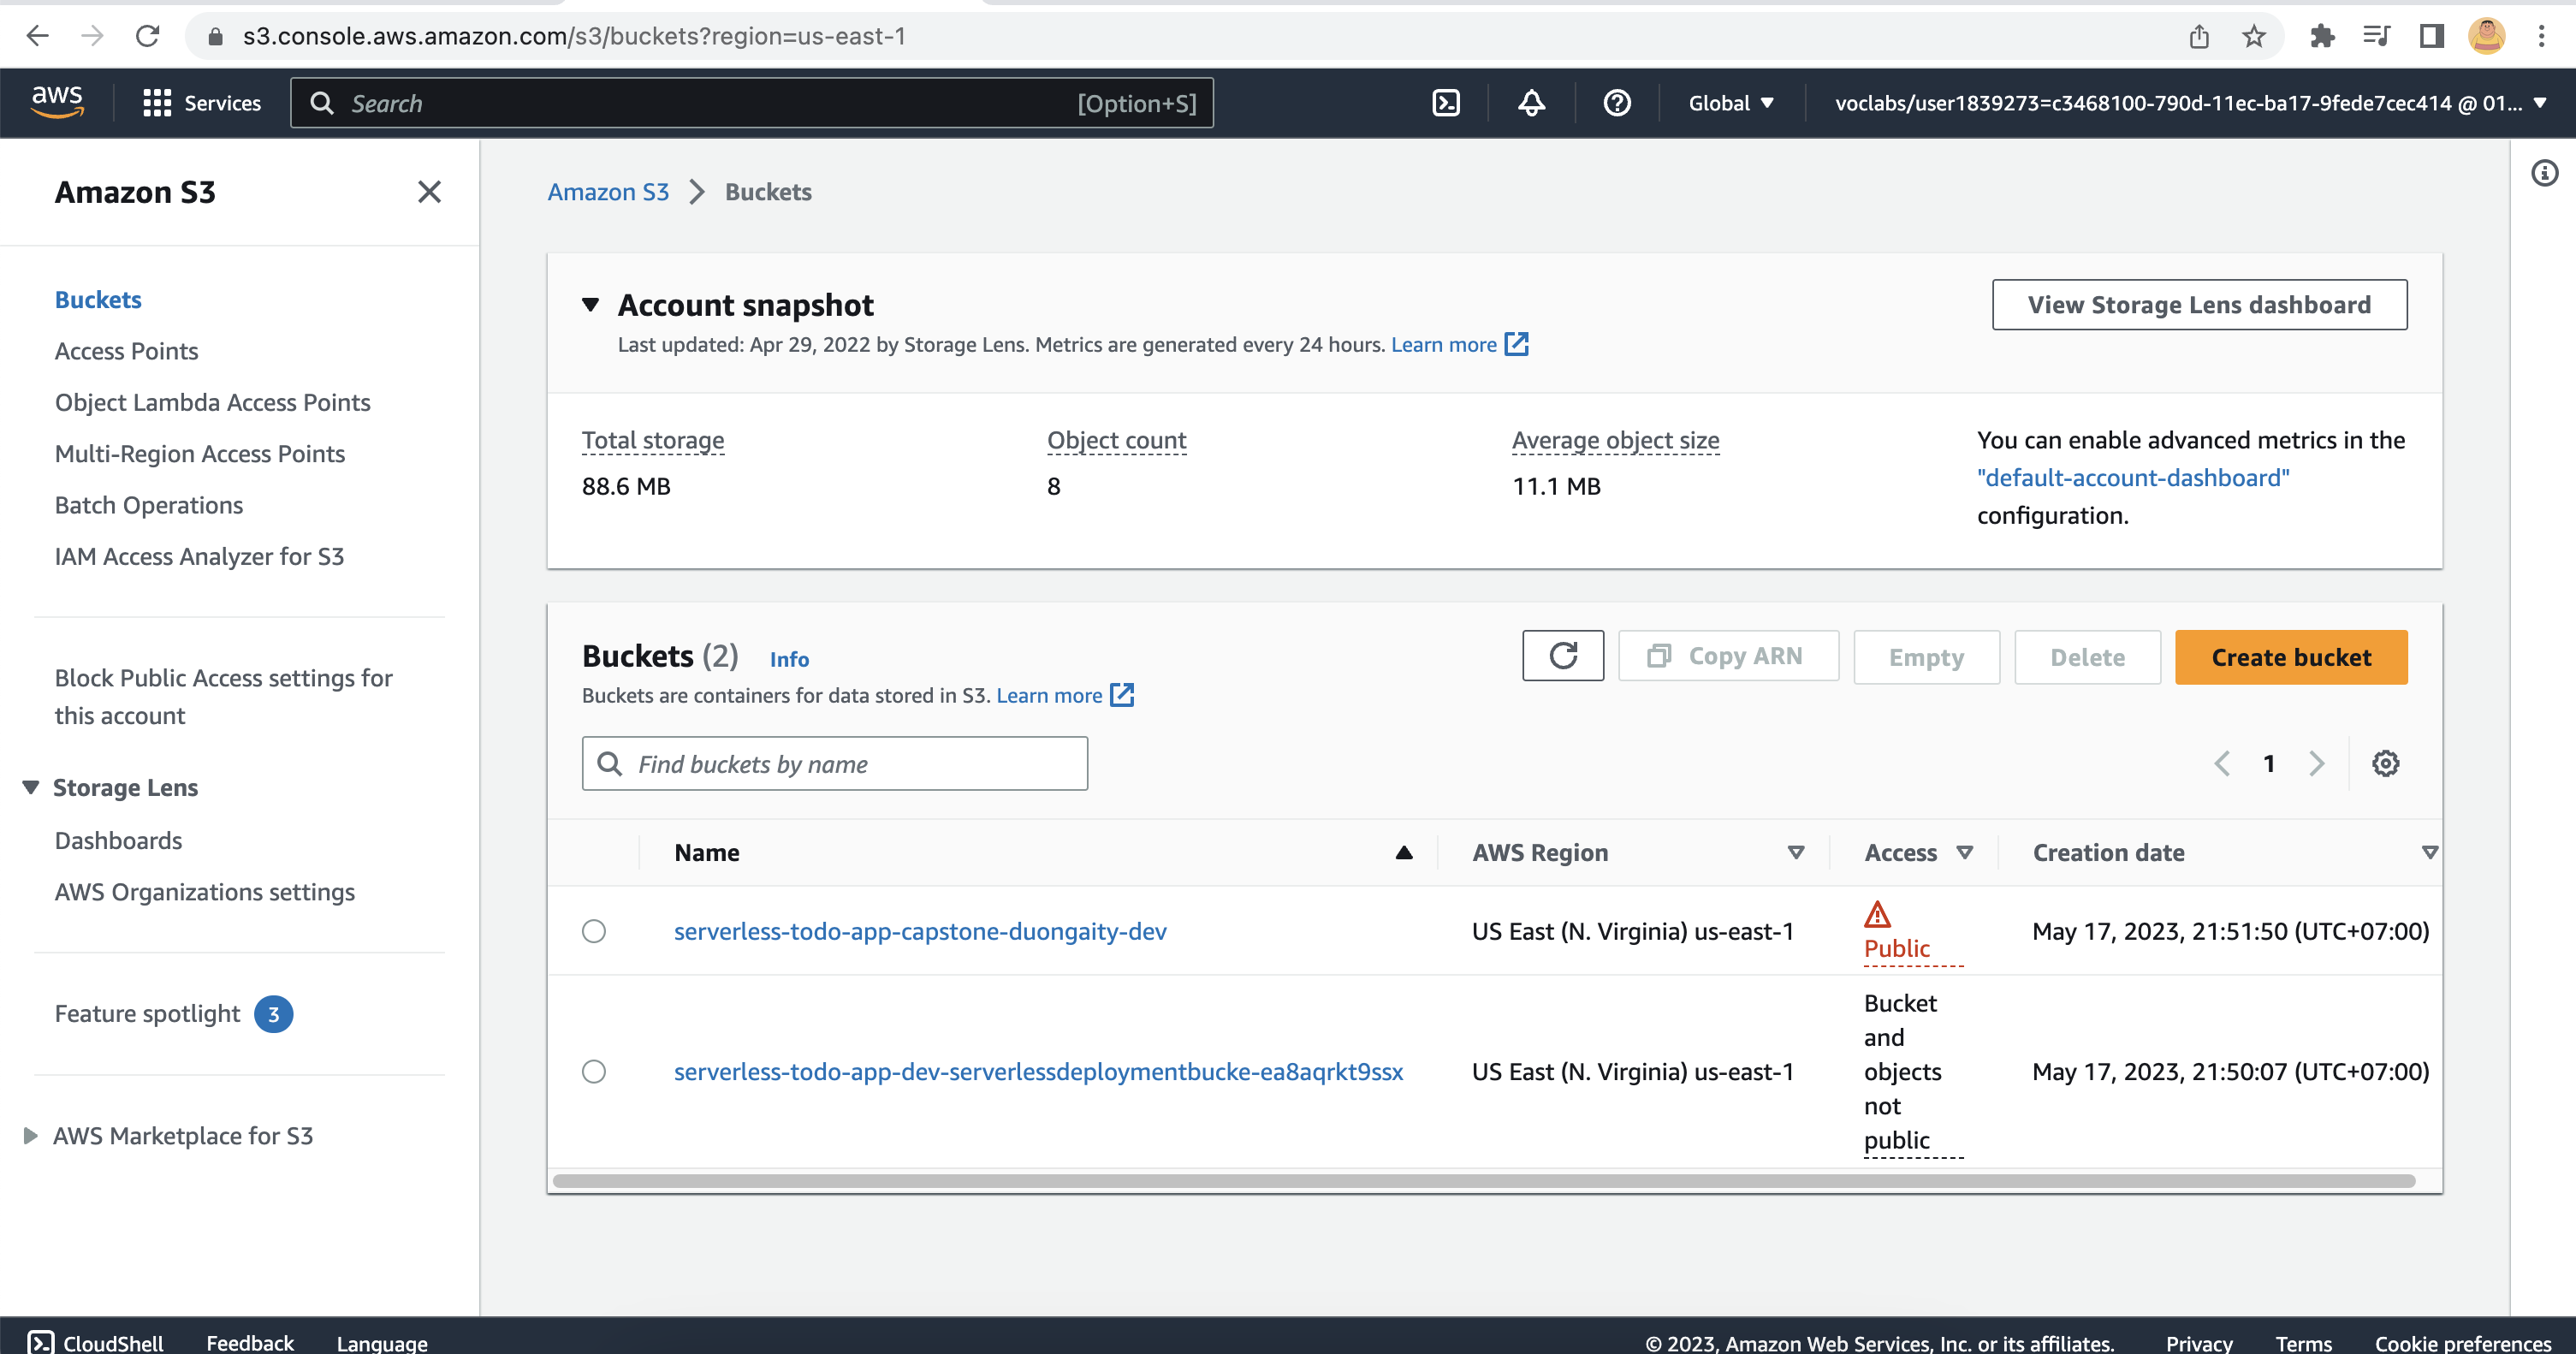 s3.console.aws.amazon.com/s3/buckets?region=us-east-1
aws
Services
Search
[Option+S]
Global
voclabs/user1839273=c3468100-790d-11ec-ba17-9fede7cec414 @ 01...
Amazon S3
Buckets
Access Points
Object Lambda Access Points
Multi-Region Access Points
Batch Operations
IAM Access Analyzer for S3
Block Public Access settings for
this account
Storage Lens
Dashboards
AWS Organizations settings
Feature spotlight 3
AWS Marketplace for S3
Amazon S3 > Buckets
Account snapshot
Last updated: Apr 29, 2022 by Storage Lens. Metrics are generated every 24 hours. Learn more
View Storage Lens dashboard
Total storage
88.6 MB
Object count
8
Average object size
11.1 MB
You can enable advanced metrics in the
"default-account-dashboard"
configuration.
Buckets (2) Info
Buckets are containers for data stored in S3. Learn more
Copy ARN
Empty
Delete
Create bucket
Find buckets by name
1
Name
AWS Region
Access
Creation date
serverless-todo-app-capstone-duongaity-dev
US East (N. Virginia) us-east-1
Public
May 17, 2023, 21:51:50 (UTC+07:00)
serverless-todo-app-dev-serverlessdeploymentbucke-ea8aqrkt9ssx
US East (N. Virginia) us-east-1
Bucket
and
objects
not
public
May 17, 2023, 21:50:07 (UTC+07:00)
CloudShell
Feedback
Language
© 2023, Amazon Web Services, Inc. or its affiliates.
Privacy
Terms
Cookie preferences